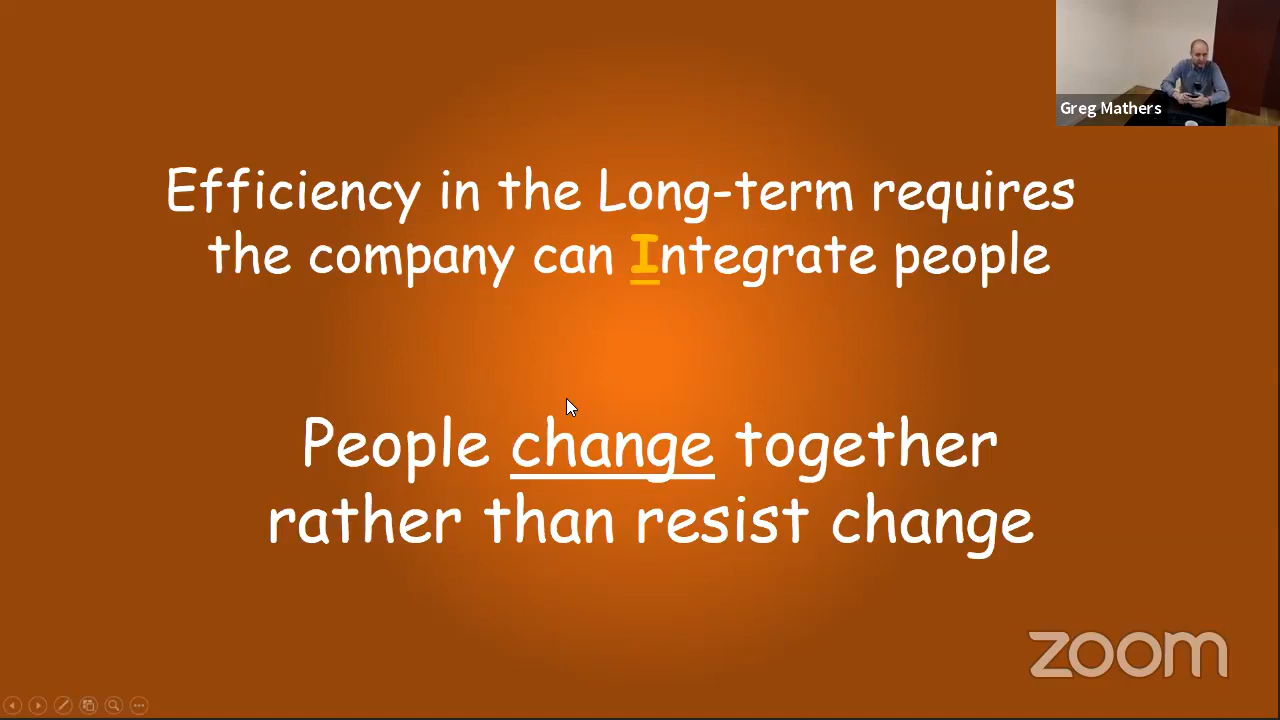 Greg Mathers
Efficiency in the Long-term requires
the company can Integrate people
People change together
rather than resist change
zoom